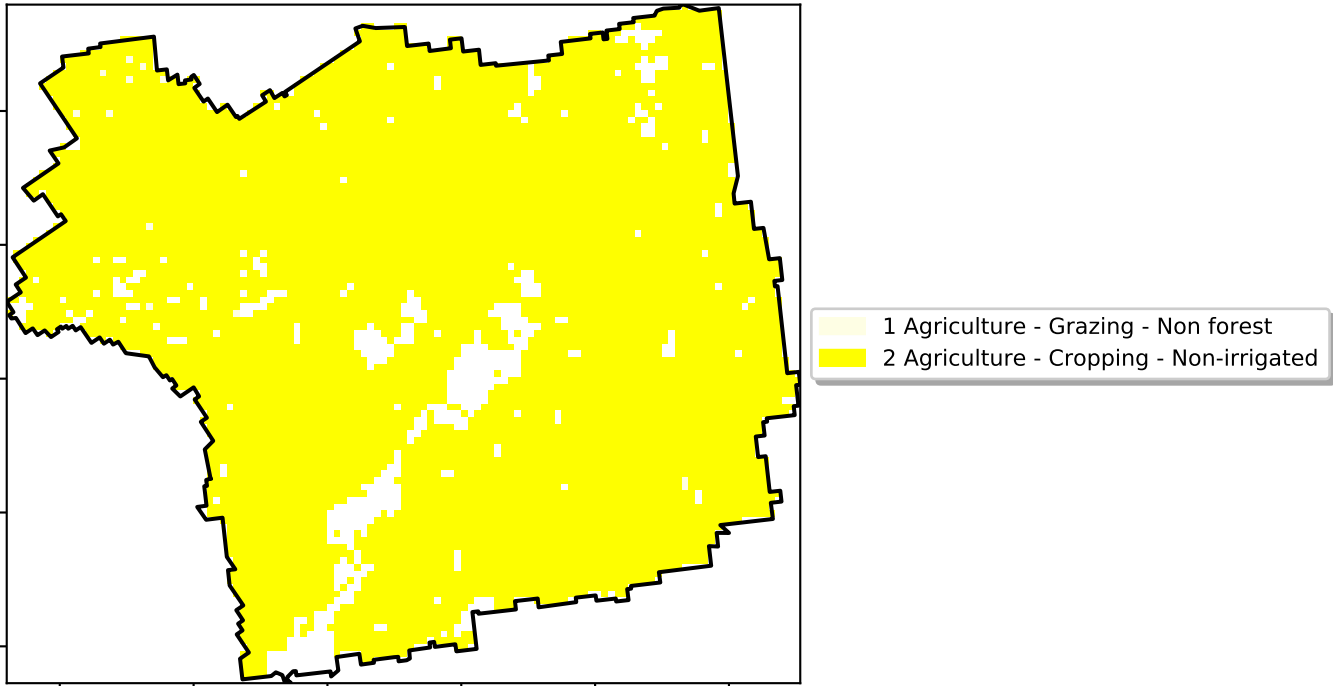 1 Agriculture - Grazing - Non forest
2 Agriculture - Cropping - Non-irrigated